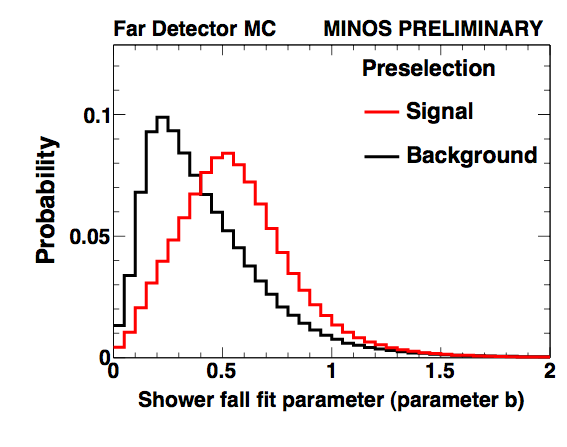 Far Detector MC MINOS PRELIMINARY
Preselection
Signal
Background
Probability
0.1
0.05
0
0 0.5 1 1.5 2
Shower fall fit parameter (parameter b)